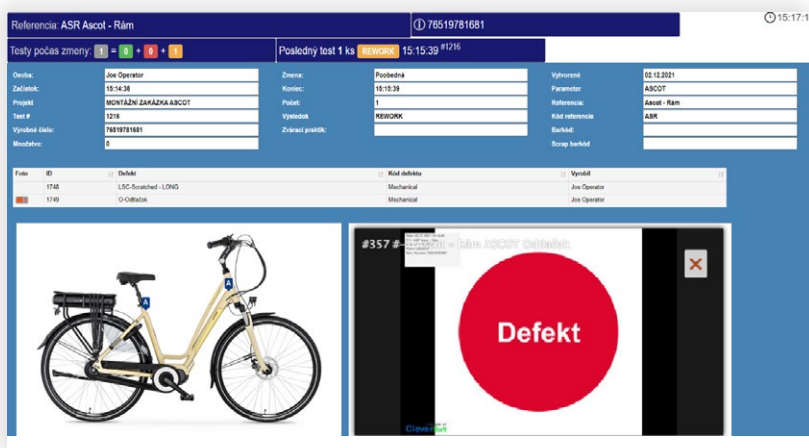 Referencia: ASR Ascot - Rám
76519781681
15:17:1
Testy počas zmeny: 1 = 0 + 0 + 1
Posledný test 1 ks REWORK 15:15:39 #1216
Osoba: Joe Operator Zmena: Poobedná Vytvorené 02.12.2021
Začiatok: 15:14:38 Koniec: 15:15:39 Parameter ASCOT
Projekt MONTÁŽNÍ ZAKÁZKA ASCOT Počet: 1 Referencia: Ascot - Rám
Test # 1216 Výsledok REWORK Kód referencie ASR
Výrobné číslo: 76519781681 Zvárací praktik: Barkód:
Množstvo: 0 Scrap barkód
Foto ID Defekt Kód defektu Vyrobil
1748 LSC-Scratched - LONG Mechanical Joe Operator
1749 O-Odtlačok Mechanical Joe Operator
A
A
Rám ASCOT Odtlačok
Defekt